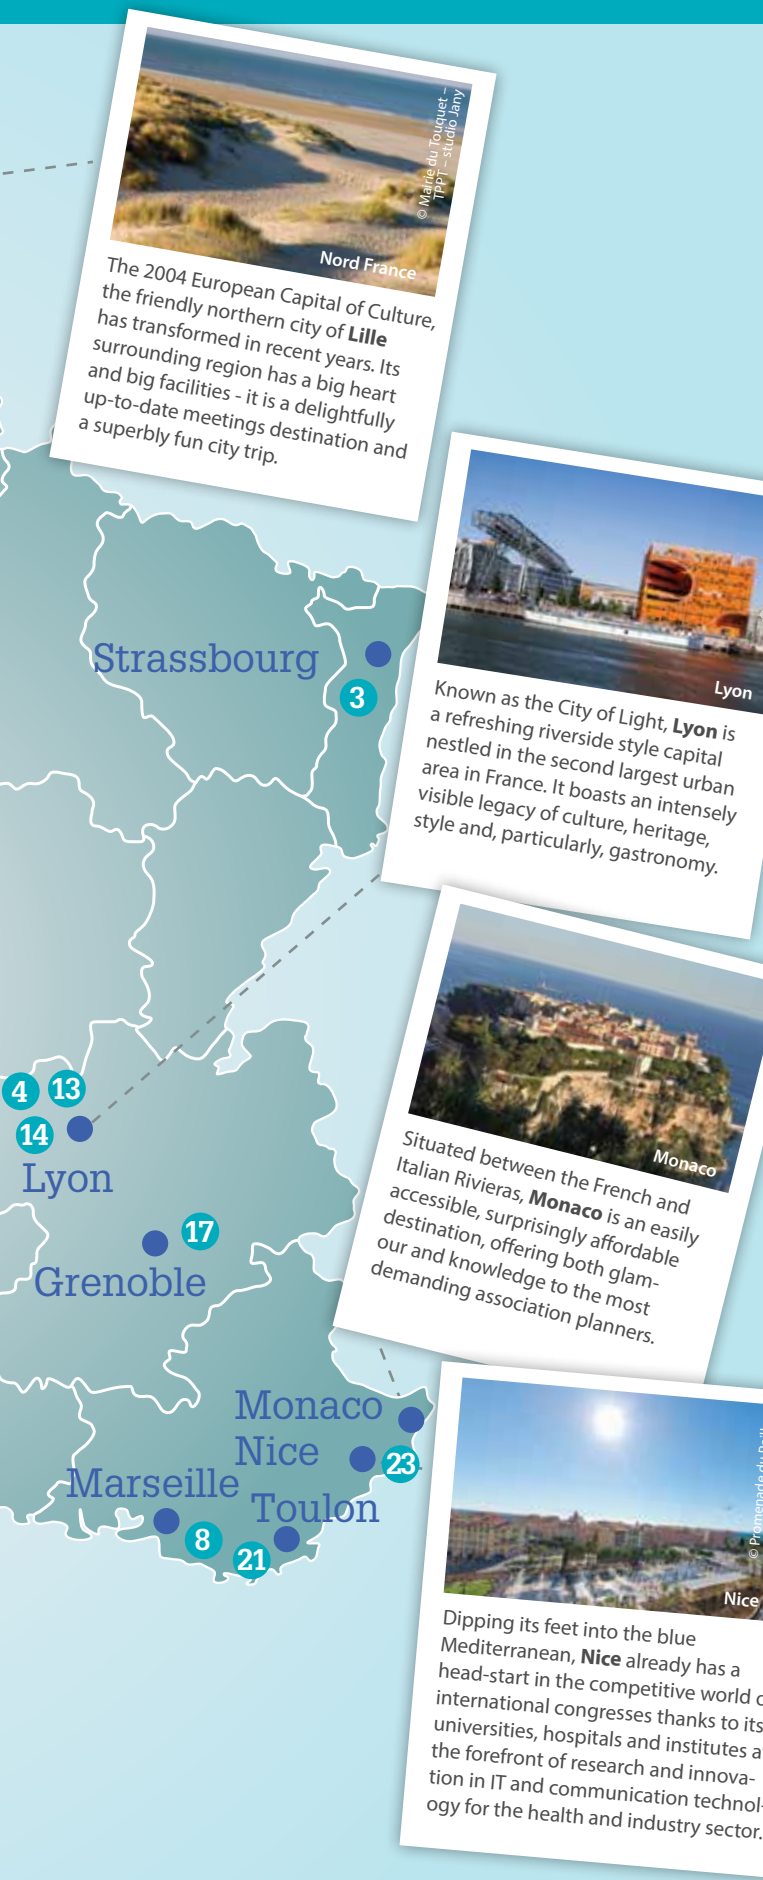 © Mairie du Touquet –
TPPT – studio Jany
Nord France
The 2004 European Capital of Culture,
the friendly northern city of Lille
has transformed in recent years. Its
surrounding region has a big heart
and big facilities - it is a delightfully
up-to-date meetings destination and
a superbly fun city trip.
Lyon
Known as the City of Light, Lyon is
a refreshing riverside style capital
nestled in the second largest urban
area in France. It boasts an intensely
visible legacy of culture, heritage,
style and, particularly, gastronomy.
Strassbourg
3
4 13
14
Lyon
17
Grenoble
Monaco
Situated between the French and
Italian Rivieras, Monaco is an easily
accessible, surprisingly affordable
destination, offering both glam-
our and knowledge to the most
demanding association planners.
Monaco
Nice
23
Marseille
Toulon
8
21
© Promenade du
Nice
Dipping its feet into the blue
Mediterranean, Nice already has a
head-start in the competitive world
international congresses thanks to its
universities, hospitals and institutes
the forefront of research and innova-
tion in IT and communication technol-
ogy for the health and industry sector.